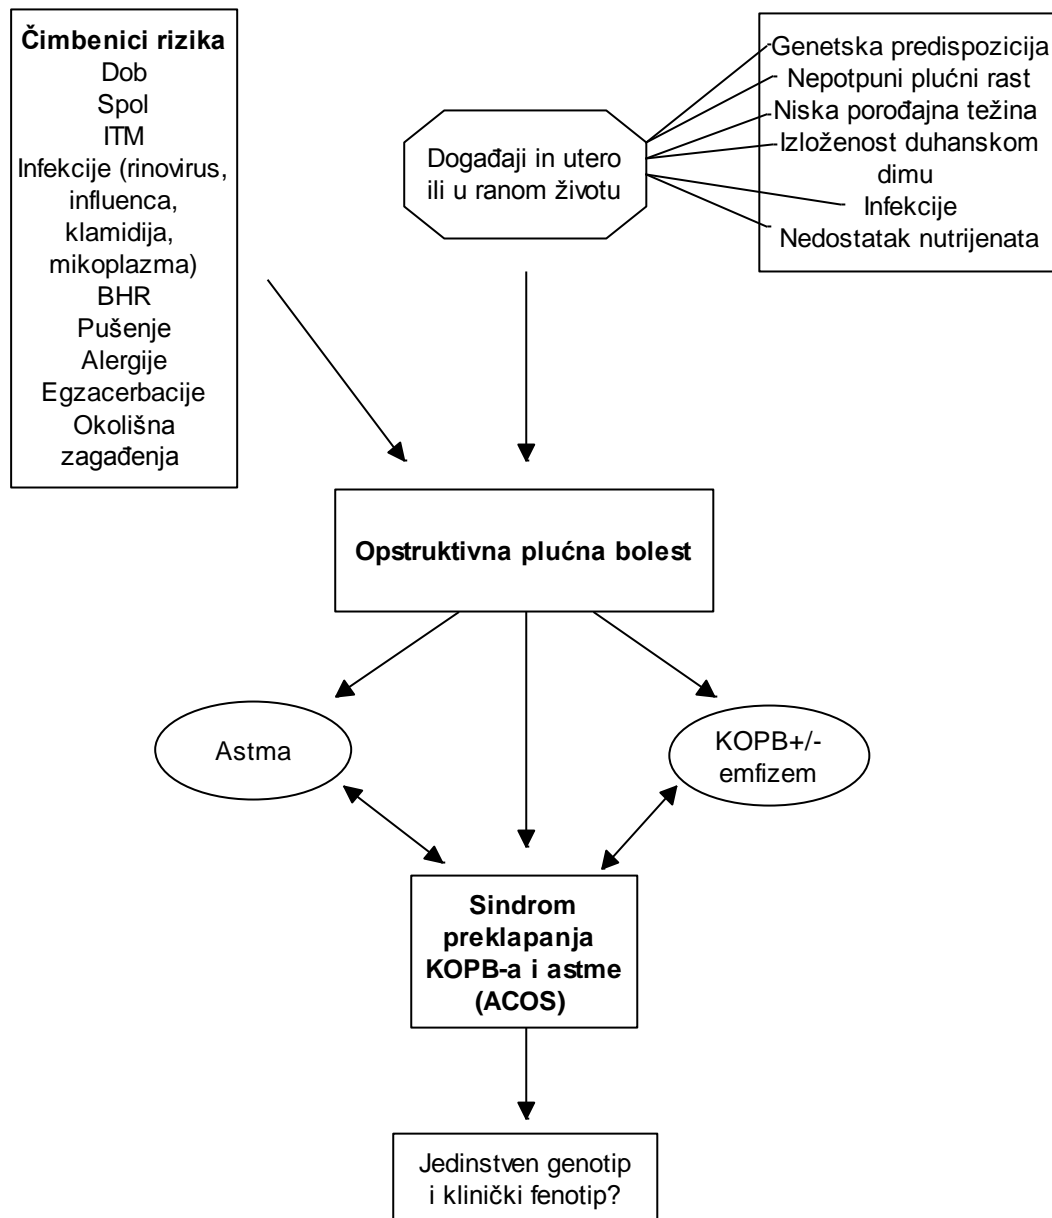 Čimbenici rizika
Dob
Spol
ITM
Infekcije (rinovirus,
influenca,
klamidija,
mikoplazma)
BHR
Pušenje
Alergije
Egzacerbacije
Okolišna
zagađenja
Događaji in utero
ili u ranom životu
Genetska predispozicija
Nepotpuni plućni rast
Niska porođajna težina
Izloženost duhanskom
dimu
Infekcije
Nedostatak nutrijenata
Opstruktivna plućna bolest
Astma
KOPB+/-
emfizem
Sindrom
preklapanja
KOPB-a i astme
(ACOS)
Jedinstven genotip
i klinički fenotip?